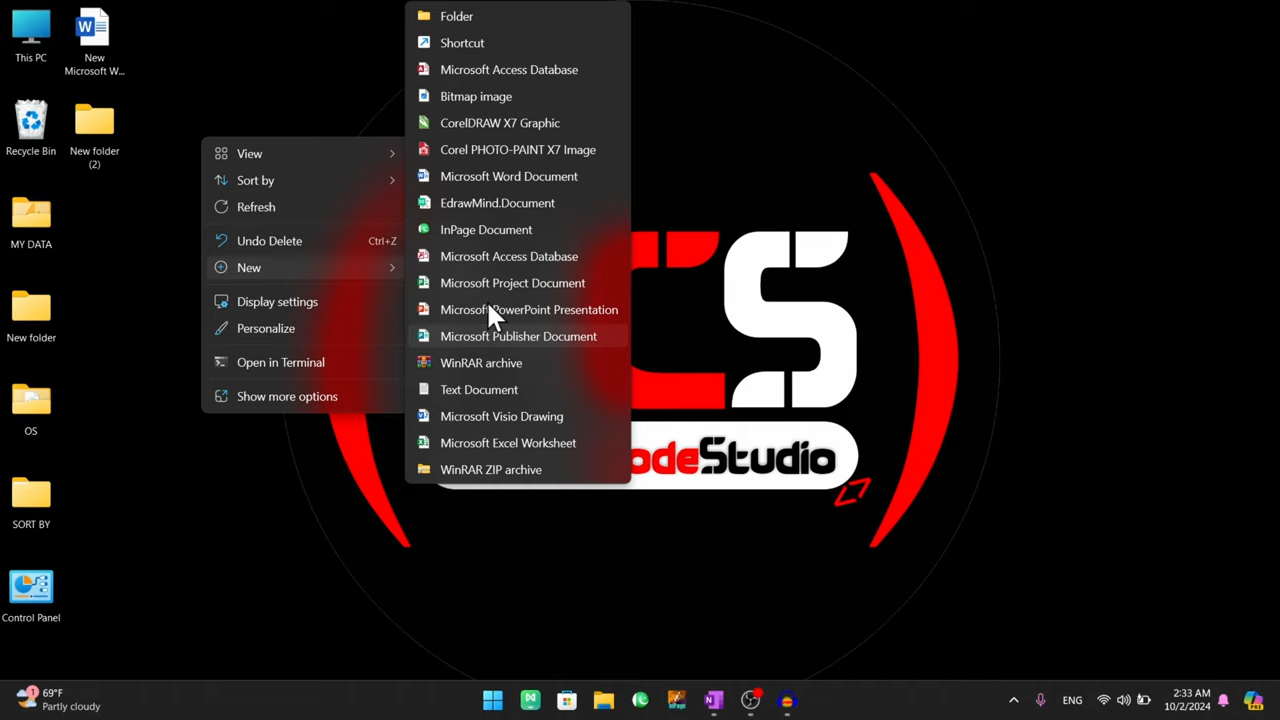 This PC
New
Microsoft W...
Recycle Bin
New folder
(2)
MY DATA
New folder
OS
SORT BY
Control Panel
View
Sort by
Refresh
Undo Delete Ctrl+Z
New
Display settings
Personalize
Open in Terminal
Show more options
Folder
Shortcut
Microsoft Access Database
Bitmap image
CorelDRAW X7 Graphic
Corel PHOTO-PAINT X7 Image
Microsoft Word Document
EdrawMind.Document
InPage Document
Microsoft Access Database
Microsoft Project Document
Microsoft PowerPoint Presentation
Microsoft Publisher Document
WinRAR archive
Text Document
Microsoft Visio Drawing
Microsoft Excel Worksheet
WinRAR ZIP archive
CS
odeStudio
1
69°F
Partly cloudy
ENG
2:33 AM
10/2/2024